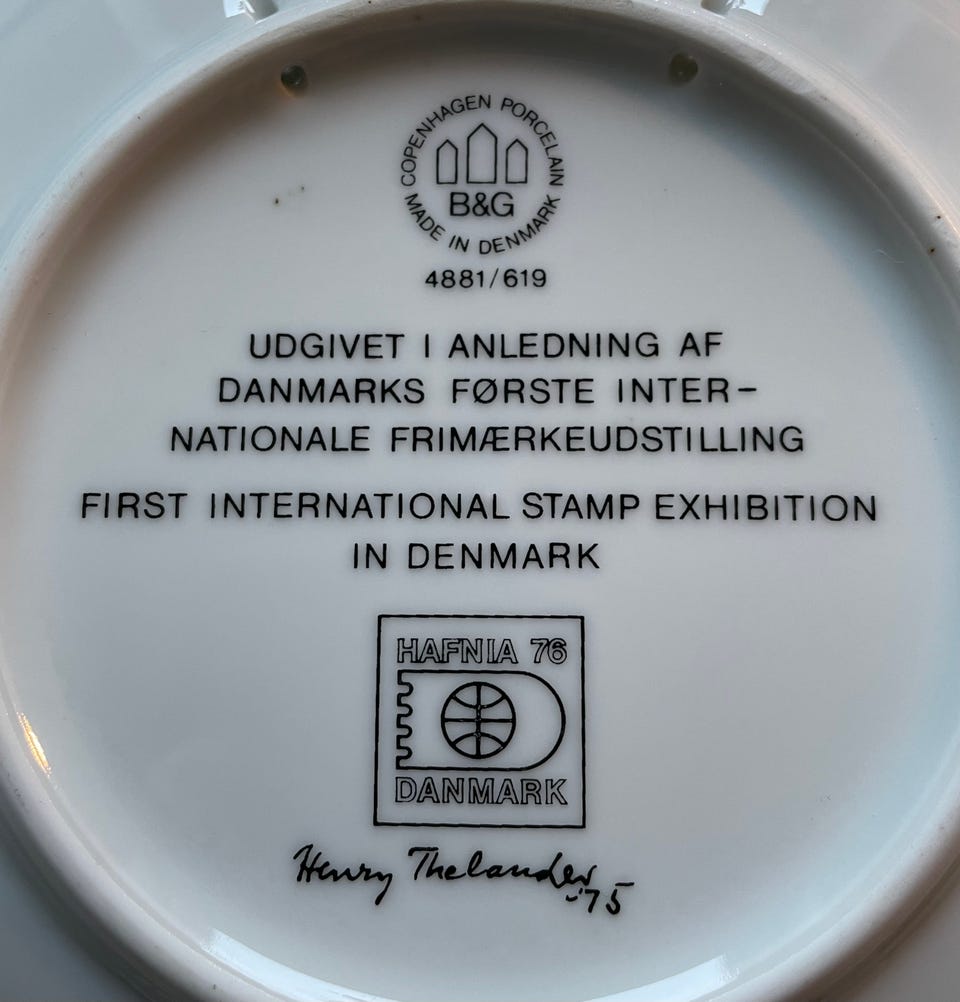 COPENHAGEN PORCELAIN
B&G
MADE IN DENMARK
4881/619
UDGIVET I ANLEDNING AF
DANMARKS FØRSTE INTER-
NATIONALE FRIMÆRKEUDSTILLING
FIRST INTERNATIONAL STAMP EXHIBITION
IN DENMARK
HAFNIA 76
DANMARK
Henry Thelander
-'75